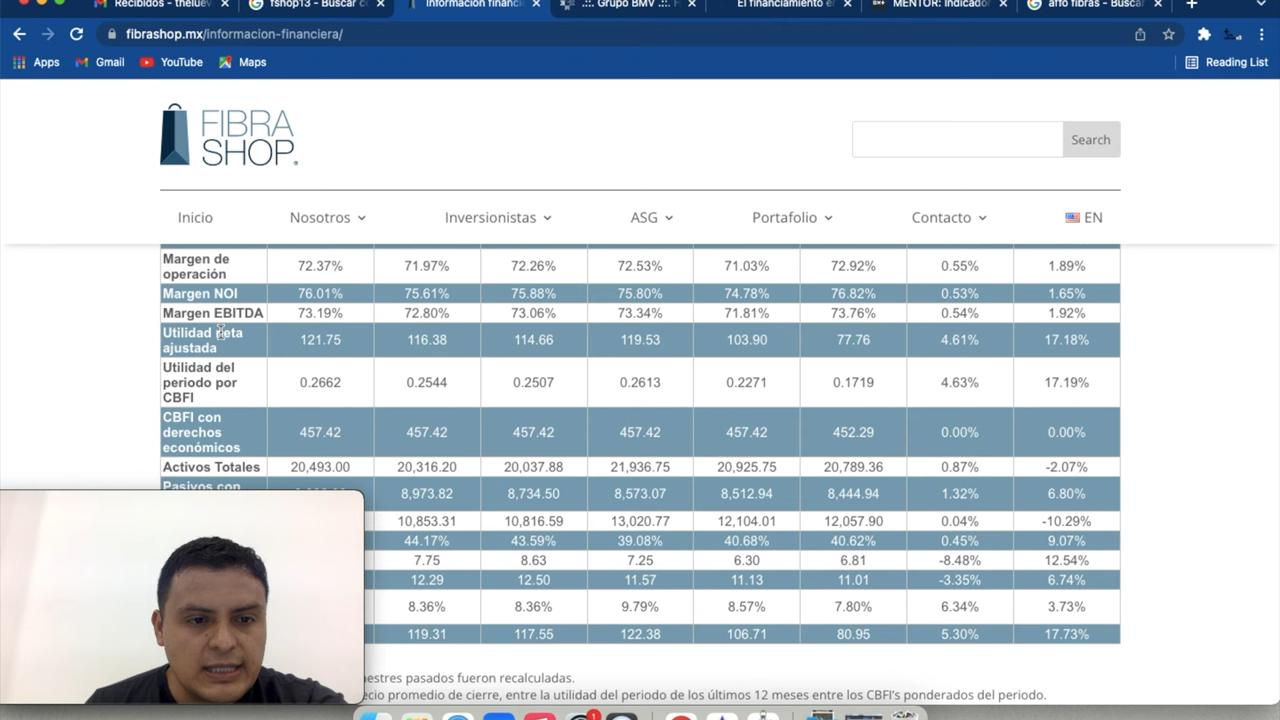 Recibidos - theluev
fshop13 - Buscar c
Información financi
.::. Grupo BMV .::. F
El financiamiento e
MENTOR: Indicador
affo fibras - Buscar
fibrashop.mx/informacion-financiera/
Apps Gmail YouTube Maps Reading List
FIBRA
SHOP
Search
Inicio Nosotros Inversionistas ASG Portafolio Contacto EN
Margen de
operación 72.37% 71.97% 72.26% 72.53% 71.03% 72.92% 0.55% 1.89%
Margen NOI 76.01% 75.61% 75.88% 75.80% 74.78% 76.82% 0.53% 1.65%
Margen EBITDA 73.19% 72.80% 73.06% 73.34% 71.81% 73.76% 0.54% 1.92%
Utilidad neta
ajustada 121.75 116.38 114.66 119.53 103.90 77.76 4.61% 17.18%
Utilidad del
periodo por
CBFI 0.2662 0.2544 0.2507 0.2613 0.2271 0.1719 4.63% 17.19%
CBFI con
derechos
económicos 457.42 457.42 457.42 457.42 457.42 452.29 0.00% 0.00%
Activos Totales 20,493.00 20,316.20 20,037.88 21,936.75 20,925.75 20,789.36 0.87% -2.07%
Pasivos con
8,973.82 8,734.50 8,573.07 8,512.94 8,444.94 1.32% 6.80%
10,853.31 10,816.59 13,020.77 12,104.01 12,057.90 0.04% -10.29%
44.17% 43.59% 39.08% 40.68% 40.62% 0.45% 9.07%
7.75 8.63 7.25 6.30 6.81 -8.48% 12.54%
12.29 12.50 11.57 11.13 11.01 -3.35% 6.74%
8.36% 8.36% 9.79% 8.57% 7.80% 6.34% 3.73%
119.31 117.55 122.38 106.71 80.95 5.30% 17.73%
mestres pasados fueron recalculadas.
ecio promedio de cierre, entre la utilidad del periodo de los últimos 12 meses entre los CBFI's ponderados del periodo.